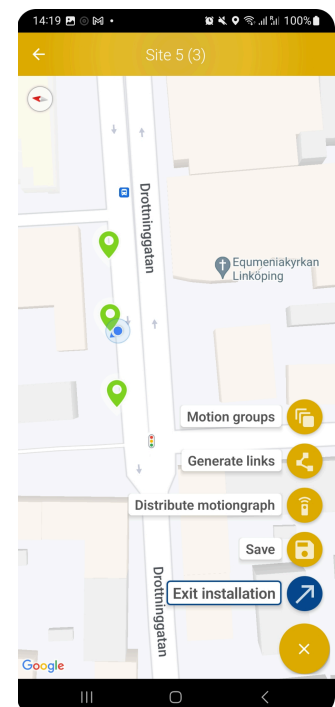 14:19
100%
Site 5 (3)
Drottninggatan
Equmeniakyrkan
Linköping
Motion groups
Generate links
Distribute motiongraph
Save
Drottninggatan
Exit installation
Google